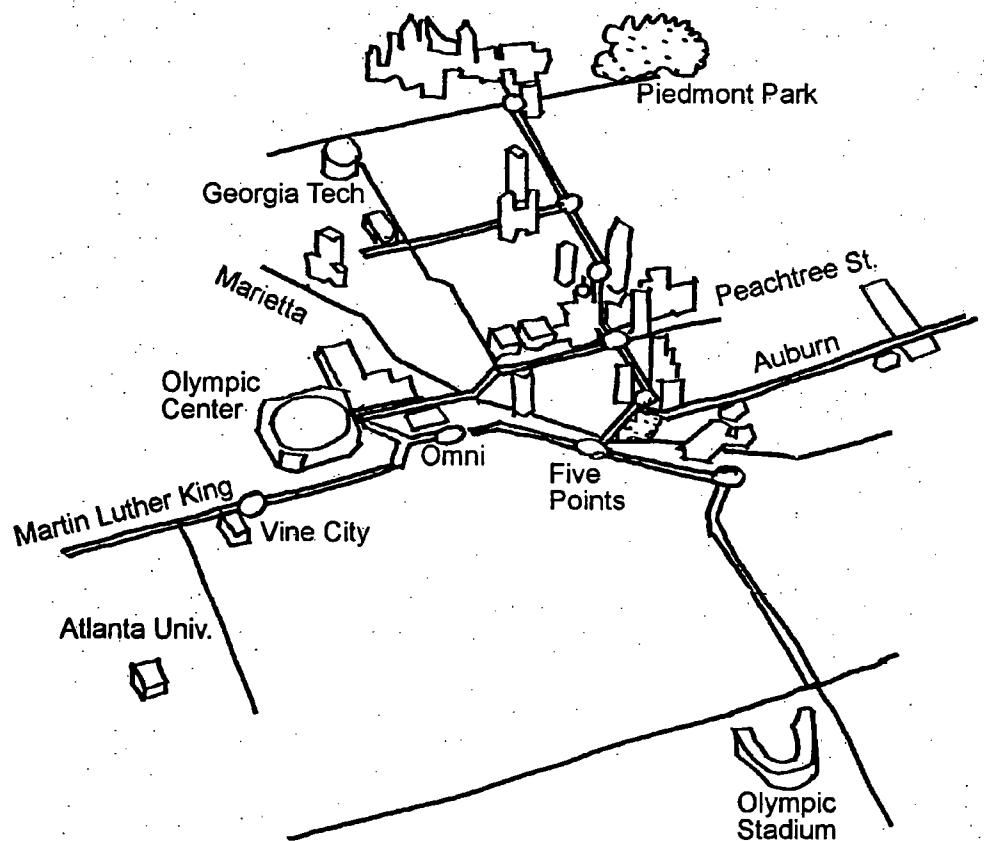 Piedmont Park
Georgia Tech
Marietta
Peachtree St.
Auburn
Olympic
Center
Omni
Five
Points
Martin Luther King
Vine City
Atlanta Univ.
Olympic
Stadium